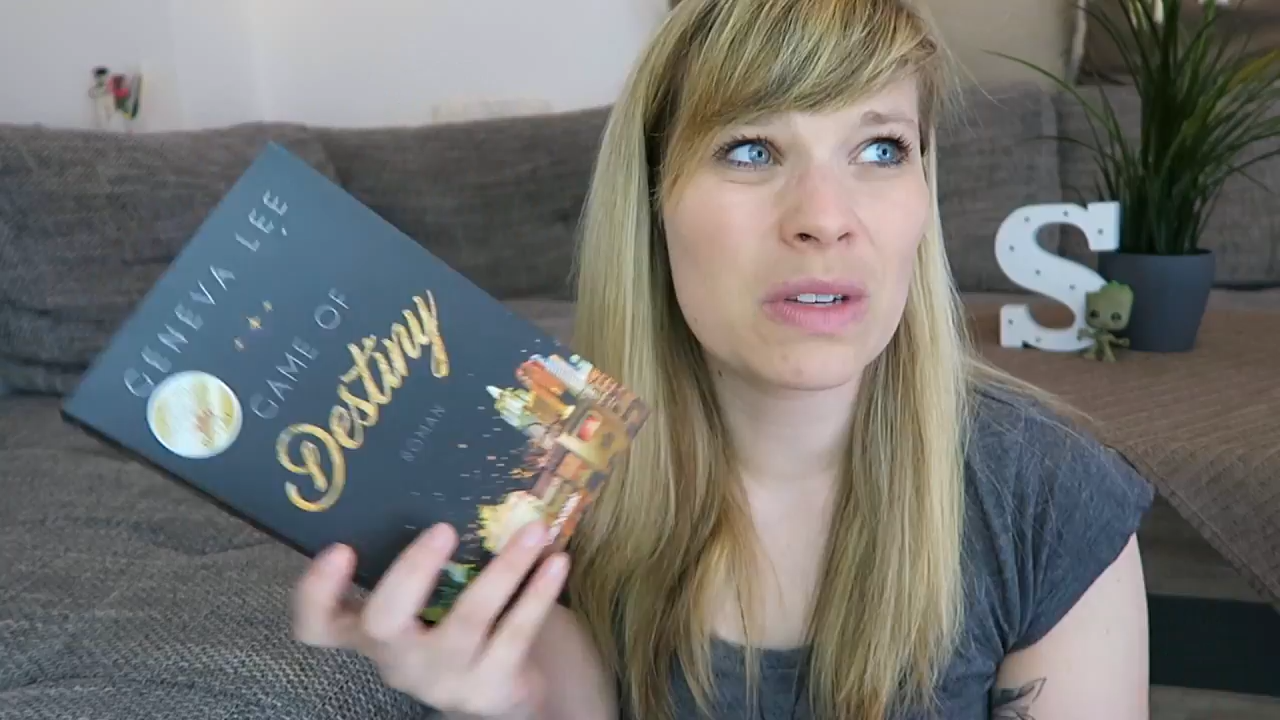 GENEVA LEE
GAME OF
Destiny
ROMAN
S